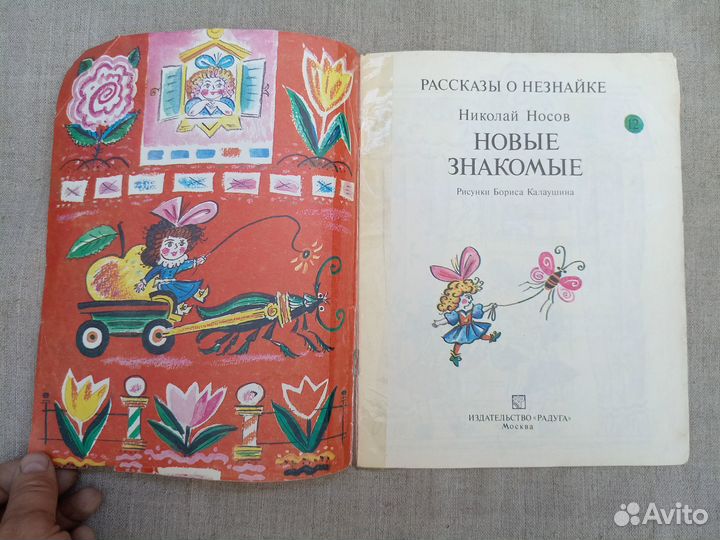 РАССКАЗЫ О НЕЗНАЙКЕ
НИКОЛАЙ НОСОВ
НОВЫЕ
ЗНАКОМЫЕ
Рисунки Бориса Калаушина
12
ИЗДАТЕЛЬСТВО «РАДУГА»
Москва
Avito